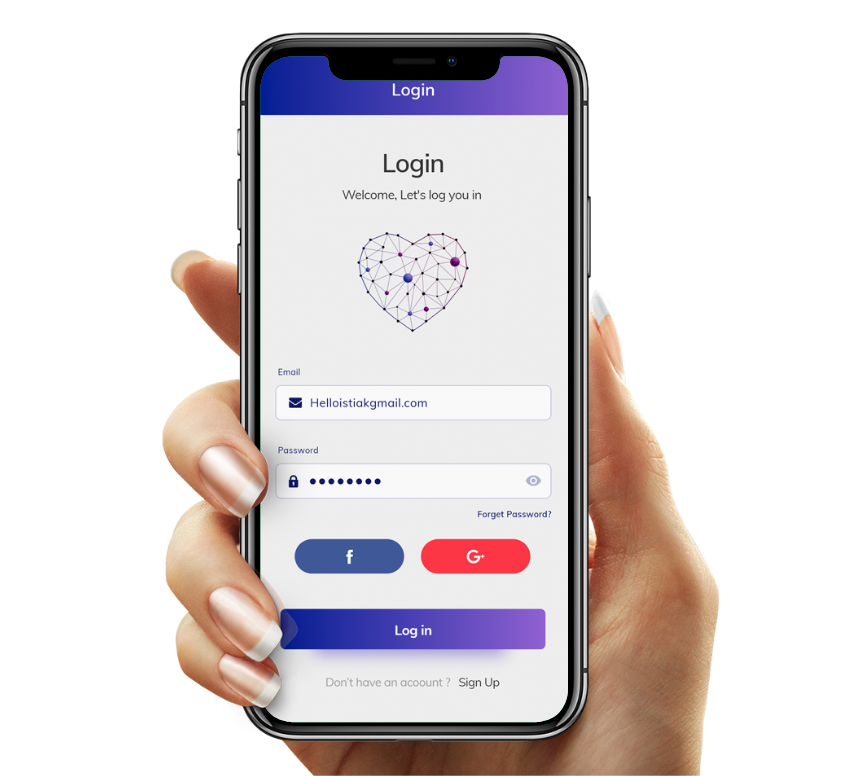 Login
Login
Welcome, Let's log you in
Email
Helloistiakgmail.com
Password
Forget Password?
f
G+
Log in
Don't have an acoount ? Sign Up